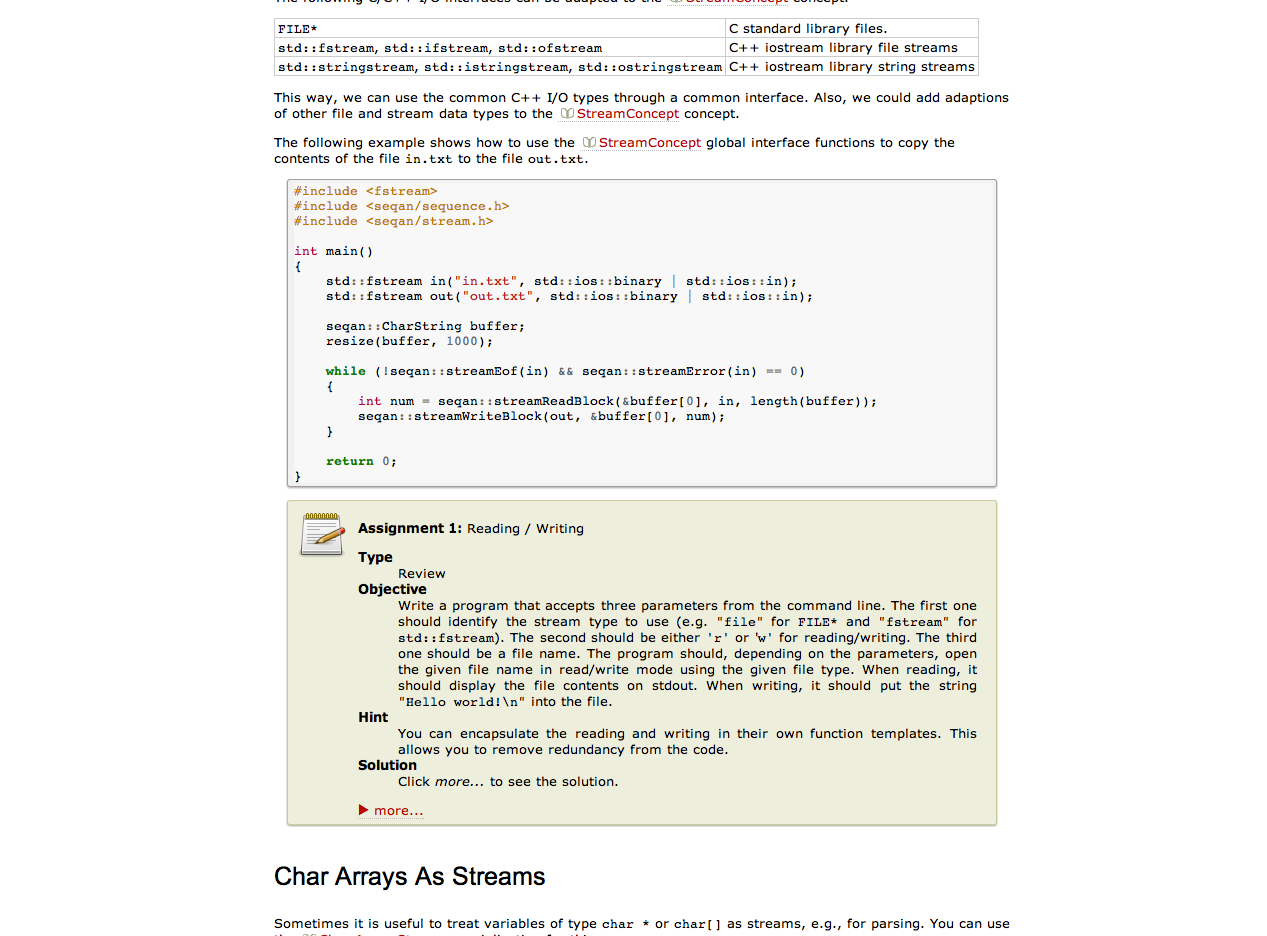 The following C/C++ I/O interfaces can be adapted to the StreamConcept concept.
FILE* C standard library files.
std::fstream, std::ifstream, std::ofstream C++ iostream library file streams
std::stringstream, std::istringstream, std::ostringstream C++ iostream library string streams
This way, we can use the common C++ I/O types through a common interface. Also, we could add adaptions
of other file and stream data types to the StreamConcept concept.
The following example shows how to use the StreamConcept global interface functions to copy the
contents of the file in.txt to the file out.txt.
#include <fstream>
#include <seqan/sequence.h>
#include <seqan/stream.h>
int main()
{
    std::fstream in("in.txt", std::ios::binary | std::ios::in);
    std::fstream out("out.txt", std::ios::binary | std::ios::in);
    seqan::CharString buffer;
    resize(buffer, 1000);
    while (!seqan::streamEof(in) && seqan::streamError(in) == 0)
    {
        int num = seqan::streamReadBlock(&buffer[0], in, length(buffer));
        seqan::streamWriteBlock(out, &buffer[0], num);
    }
    return 0;
}
Assignment 1: Reading / Writing
Type
Review
Objective
Write a program that accepts three parameters from the command line. The first one
should identify the stream type to use (e.g. "file" for FILE* and "fstream" for
std::fstream). The second should be either 'r' or 'w' for reading/writing. The third
one should be a file name. The program should, depending on the parameters, open
the given file name in read/write mode using the given file type. When reading, it
should display the file contents on stdout. When writing, it should put the string
"Hello world!\n" into the file.
Hint
You can encapsulate the reading and writing in their own function templates. This
allows you to remove redundancy from the code.
Solution
Click more... to see the solution.
more...
Char Arrays As Streams
Sometimes it is useful to treat variables of type char * or char[] as streams, e.g., for parsing. You can use